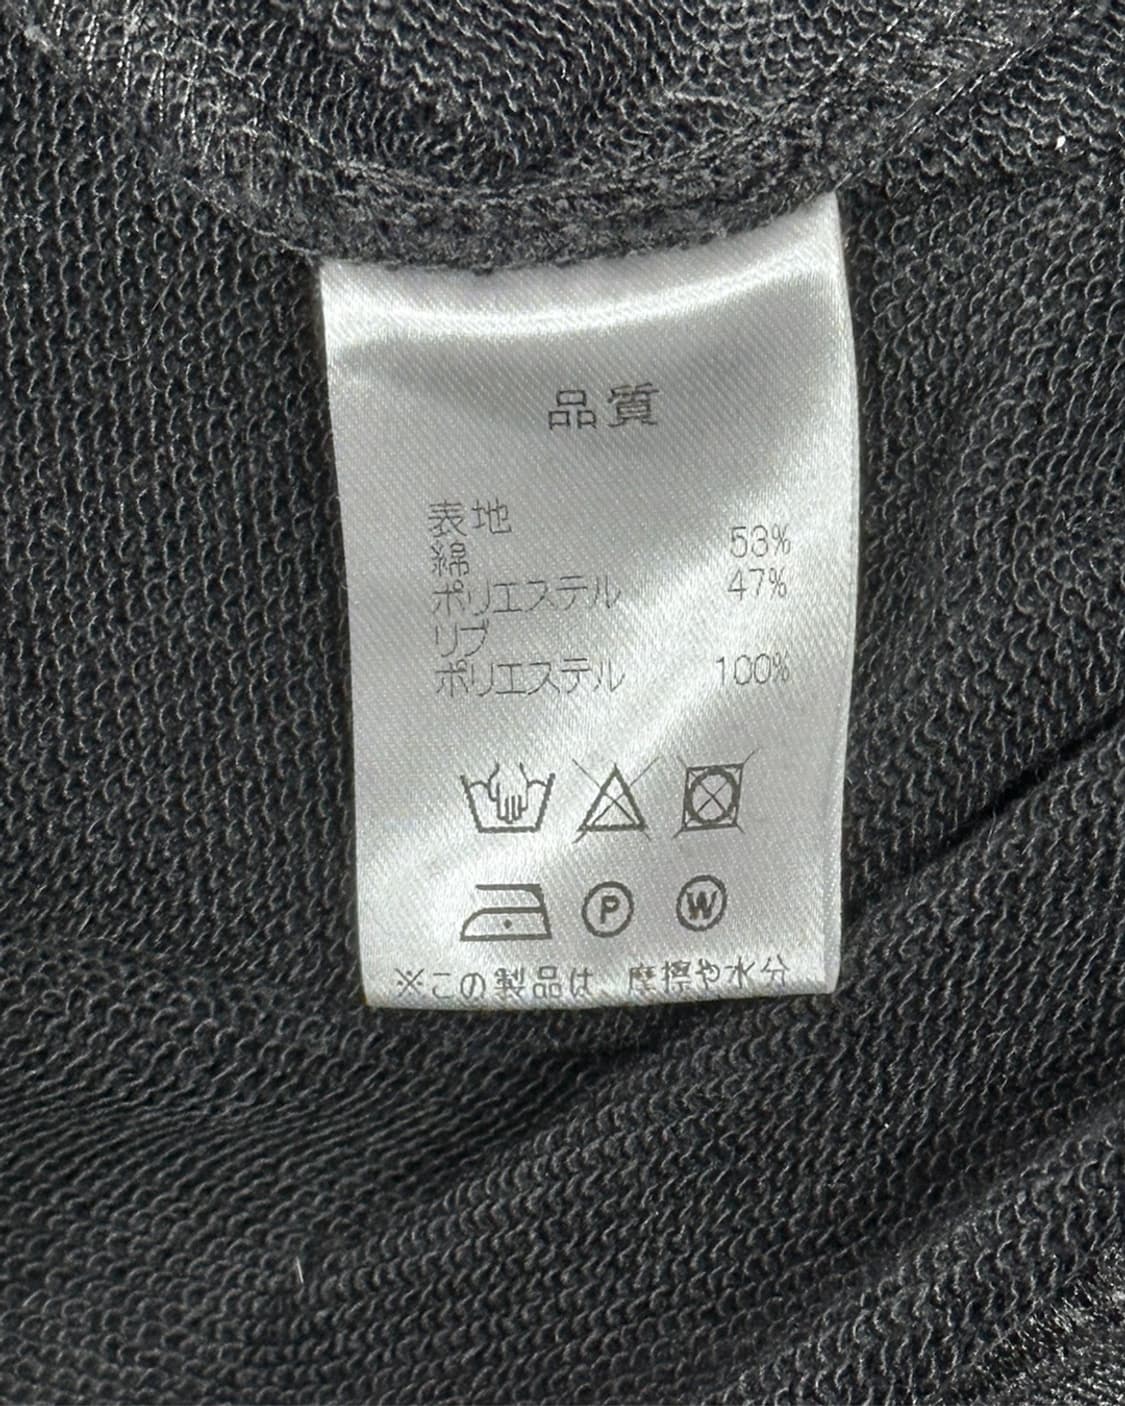 品質
表地
綿 53%
ポリエステル 47%
リブ
ポリエステル 100%
P W
※この製品は、摩擦や水分